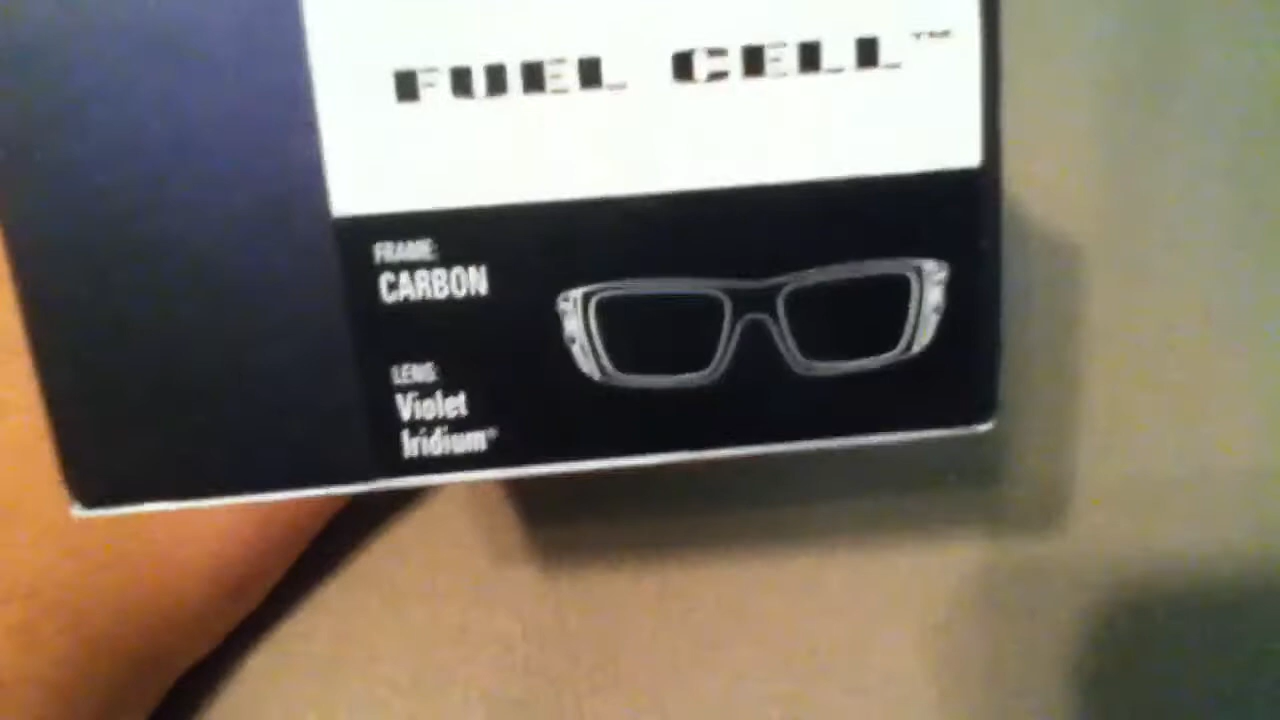 FUEL CELL™
FRAME:
CARBON
LENS:
Violet
Iridium®